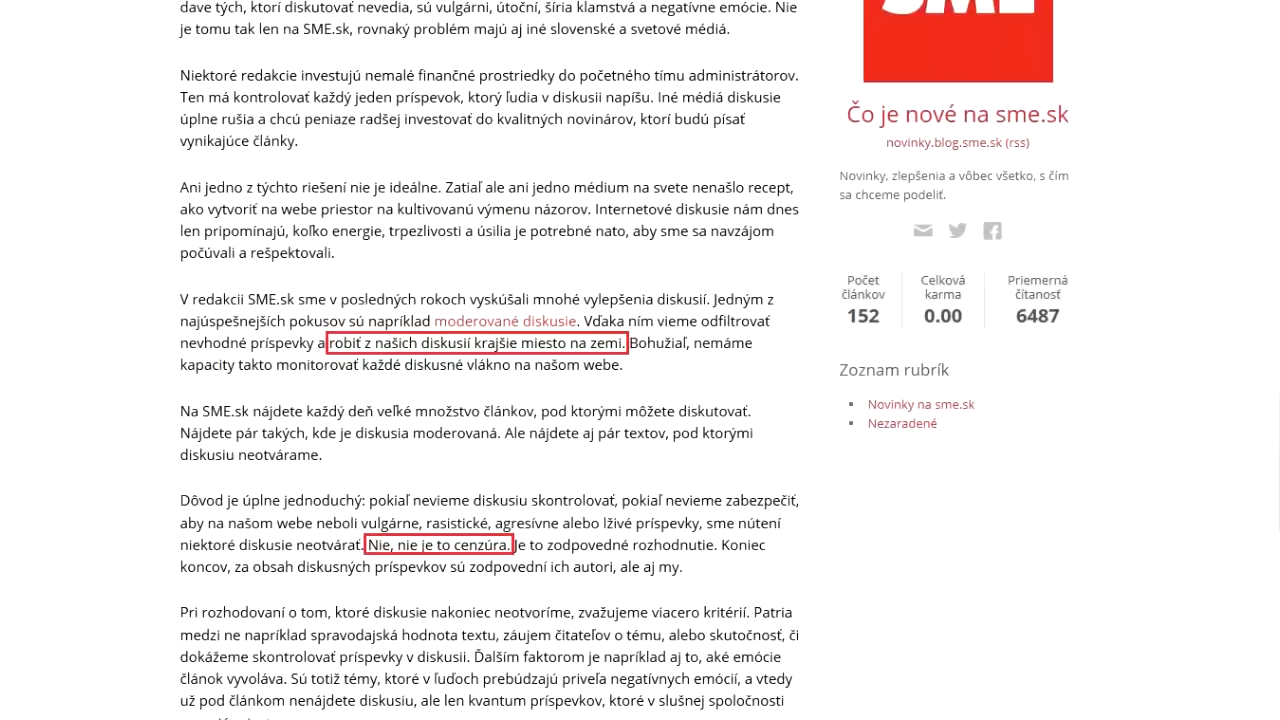 dave tých, ktorí diskutovať nevedia, sú vulgárni, útoční, šíria klamstvá a negatívne emócie. Nie
je tomu tak len na SME.sk, rovnaký problém majú aj iné slovenské a svetové médiá.
Niektoré redakcie investujú nemalé finančné prostriedky do početného tímu administrátorov.
Ten má kontrolovať každý jeden príspevok, ktorý ľudia v diskusii napíšu. Iné médiá diskusie
úplne rušia a chcú peniaze radšej investovať do kvalitných novinárov, ktorí budú písať
vynikajúce články.
Ani jedno z týchto riešení nie je ideálne. Zatiaľ ale ani jedno médium na svete nenašlo recept,
ako vytvoriť na webe priestor na kultivovanú výmenu názorov. Internetové diskusie nám dnes
len pripomínajú, koľko energie, trpezlivosti a úsilia je potrebné nato, aby sme sa navzájom
počúvali a rešpektovali.
V redakcii SME.sk sme v posledných rokoch vyskúšali mnohé vylepšenia diskusií. Jedným z
najúspešnejších pokusov sú napríklad moderované diskusie. Vďaka ním vieme odfiltrovať
nevhodné príspevky a robiť z našich diskusií krajšie miesto na zemi. Bohužiaľ, nemáme
kapacity takto monitorovať každé diskusné vlákno na našom webe.
Na SME.sk nájdete každý deň veľké množstvo článkov, pod ktorými môžete diskutovať.
Nájdete pár takých, kde je diskusia moderovaná. Ale nájdete aj pár textov, pod ktorými
diskusiu neotvárame.
Dôvod je úplne jednoduchý: pokiaľ nevieme diskusiu skontrolovať, pokiaľ nevieme zabezpečiť,
aby na našom webe neboli vulgárne, rasistické, agresívne alebo lživé príspevky, sme nútení
niektoré diskusie neotvárať. Nie, nie je to cenzúra. Je to zodpovedné rozhodnutie. Koniec
koncov, za obsah diskusných príspevkov sú zodpovední ich autori, ale aj my.
Pri rozhodovaní o tom, ktoré diskusie nakoniec neotvoríme, zvažujeme viacero kritérií. Patria
medzi ne napríklad spravodajská hodnota textu, záujem čitateľov o tému, alebo skutočnosť, či
dokážeme skontrolovať príspevky v diskusii. Ďalším faktorom je napríklad aj to, aké emócie
článok vyvoláva. Sú totiž témy, ktoré v ľuďoch prebúdzajú priveľa negatívnych emócií, a vtedy
už pod článkom nenájdete diskusiu, ale len kvantum príspevkov, ktoré v slušnej spoločnosti
SME
Čo je nové na sme.sk
novinky.blog.sme.sk (rss)
Novinky, zlepšenia a vôbec všetko, s čím
sa chceme podeliť.
Počet
článkov
152
Celková
karma
0.00
Priemerná
čítanosť
6487
Zoznam rubrík
Novinky na sme.sk
Nezaradené